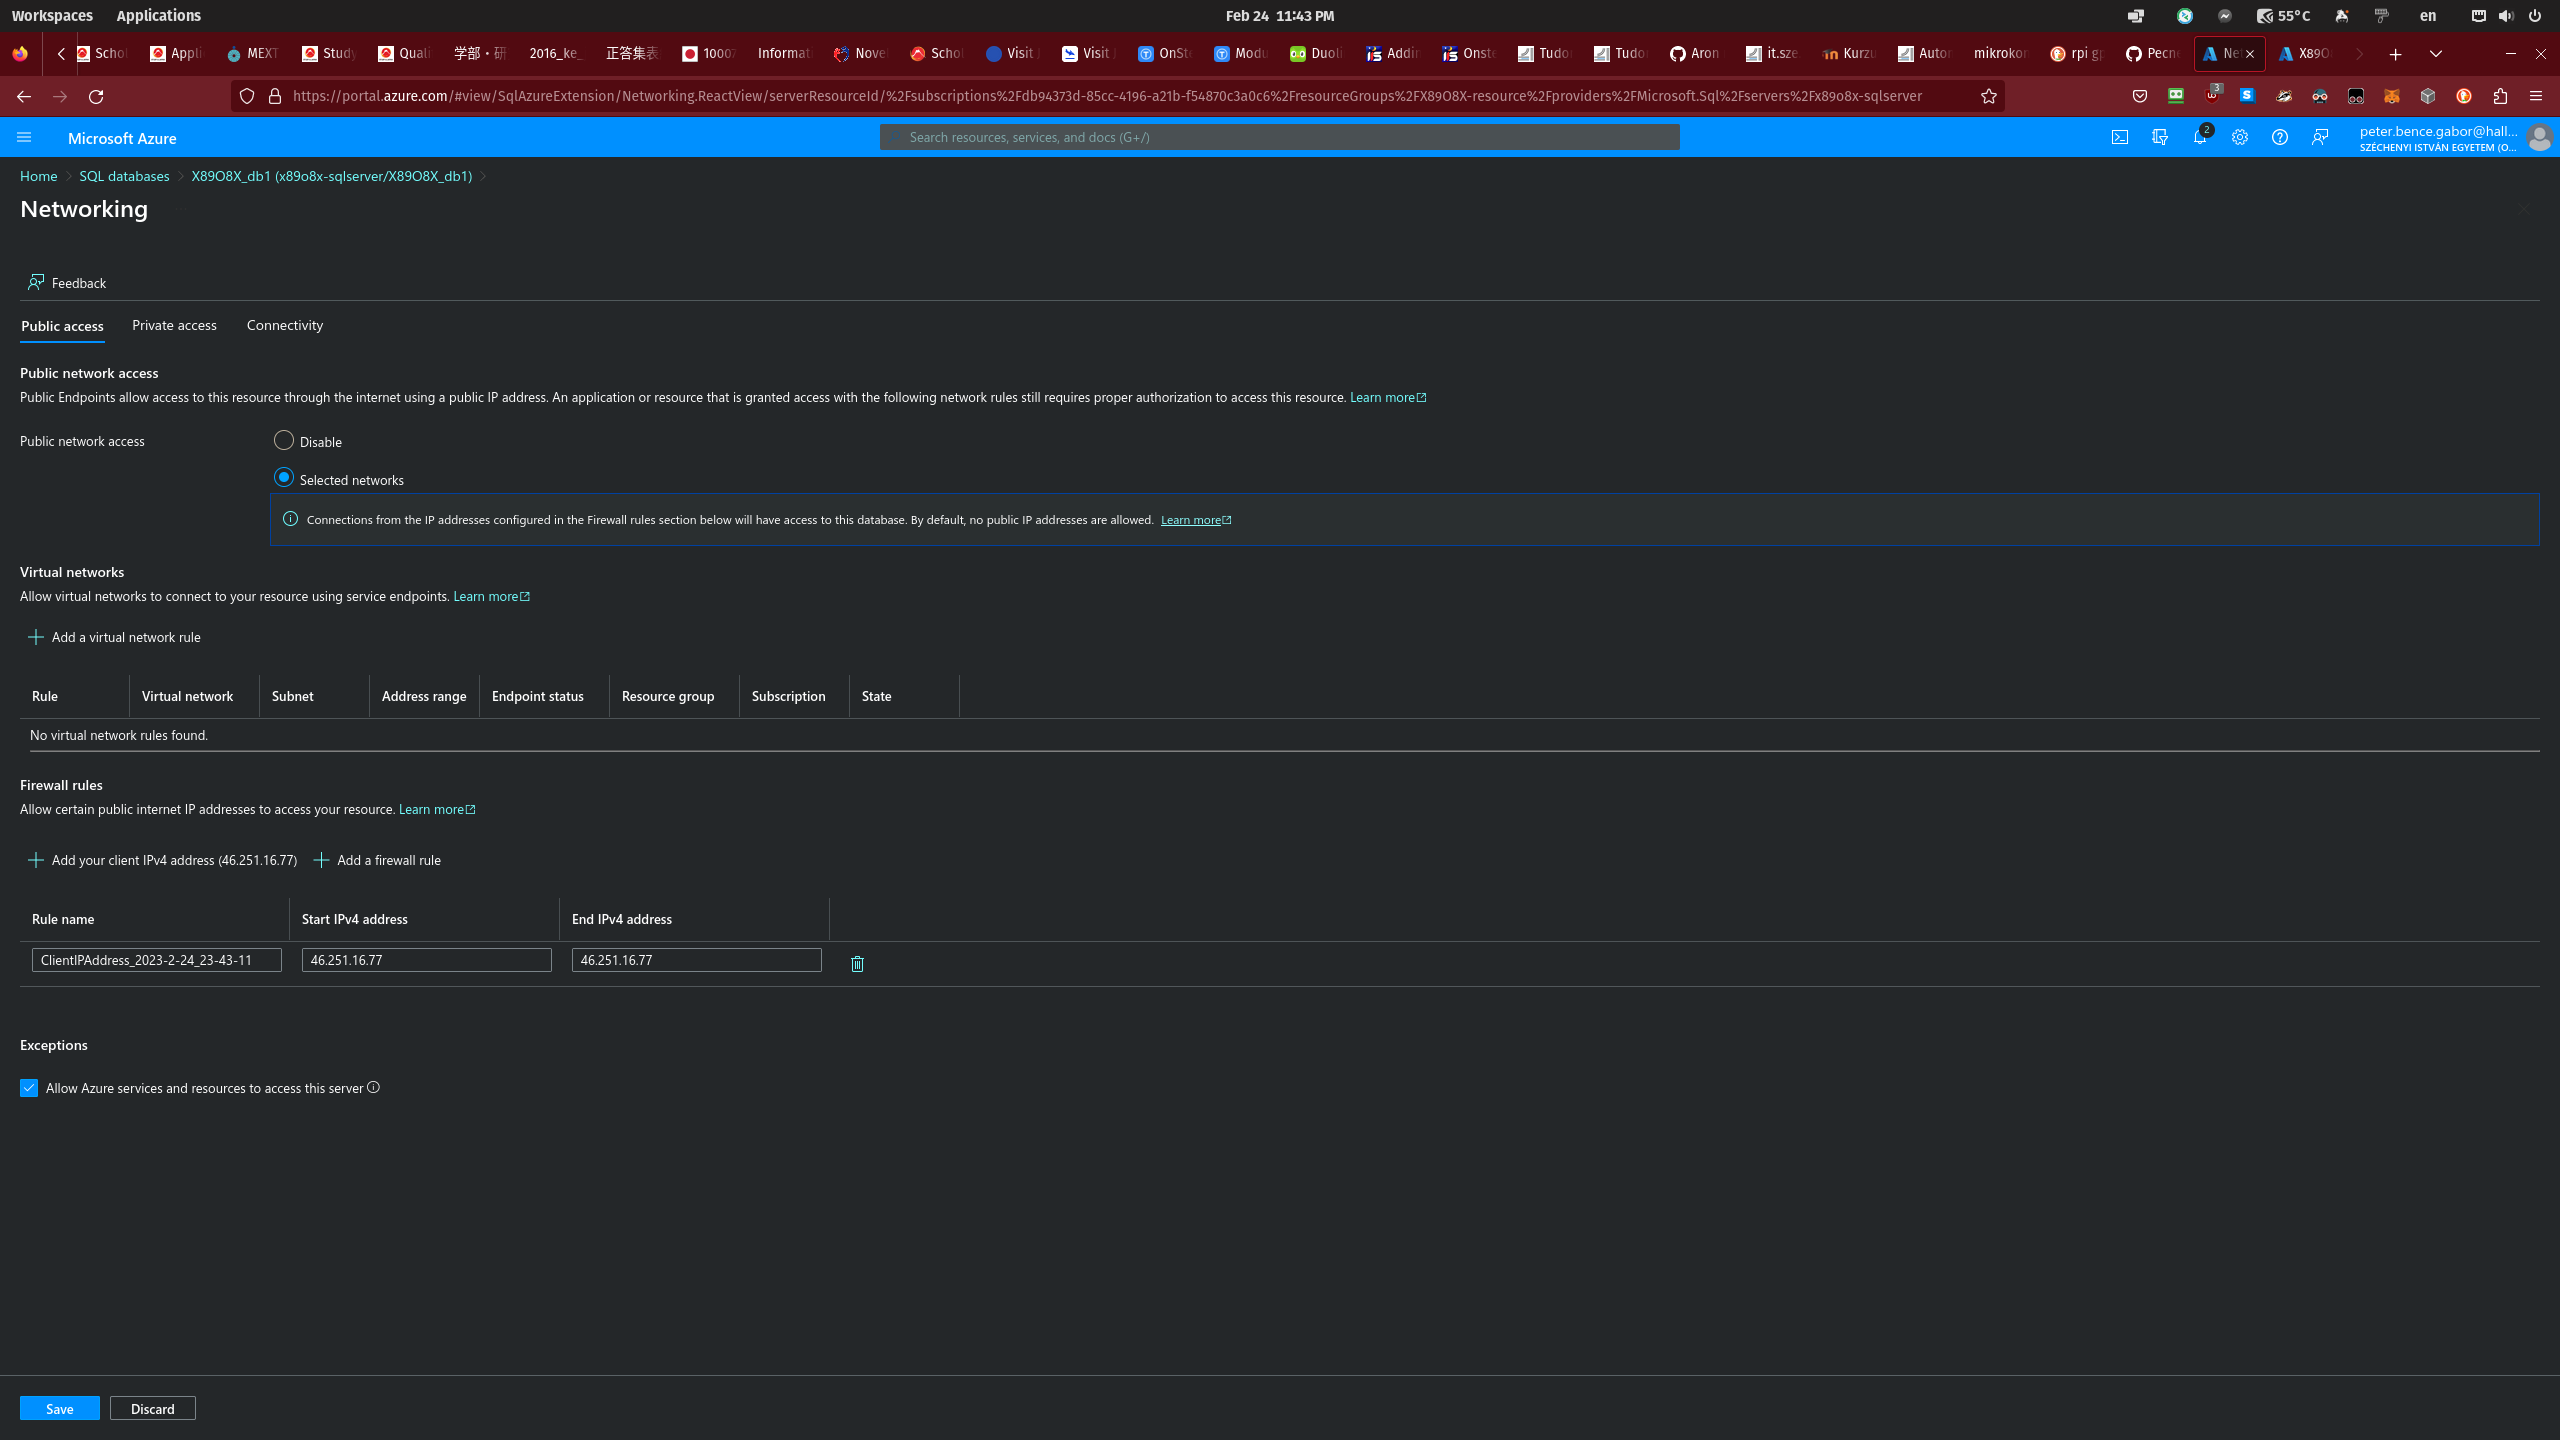 Workspaces Applications Feb 24 11:43 PM 55°C en
Schol Appli MEXT Study Quali 学部・研 2016_ke_ 正答集表 1000 Informat Nove Schol Visit Visit OnSte Modu Duoli Addin Onste Tudo Tudo Aron it.sze Kurzu Autor mikrokon rpi gp Pecne Net X89O
https://portal.azure.com/#view/SqlAzureExtension/Networking.ReactView/serverResourceId/%2Fsubscriptions%2Fdb94373d-85cc-4196-a21b-f54870c3a0c6%2FresourceGroups%2FX89O8X-resource%2Fproviders%2FMicrosoft.Sql%2Fservers%2Fx89o8x-sqlserver 3
Microsoft Azure Search resources, services, and docs (G+/) 2 peter.bence.gabor@hall...
SZÉCHENYI ISTVÁN EGYETEM (O...
Home SQL databases X89O8X_db1 (x89o8x-sqlserver/X89O8X_db1)
Networking
Feedback
Public access Private access Connectivity
Public network access
Public Endpoints allow access to this resource through the internet using a public IP address. An application or resource that is granted access with the following network rules still requires proper authorization to access this resource. Learn more
Public network access Disable
Selected networks
Connections from the IP addresses configured in the Firewall rules section below will have access to this database. By default, no public IP addresses are allowed. Learn more
Virtual networks
Allow virtual networks to connect to your resource using service endpoints. Learn more
Add a virtual network rule
Rule Virtual network Subnet Address range Endpoint status Resource group Subscription State
No virtual network rules found.
Firewall rules
Allow certain public internet IP addresses to access your resource. Learn more
Add your client IPv4 address (46.251.16.77) Add a firewall rule
Rule name Start IPv4 address End IPv4 address
ClientIPAddress_2023-2-24_23-43-11 46.251.16.77 46.251.16.77
Exceptions
Allow Azure services and resources to access this server
Save Discard